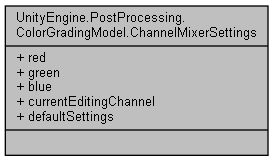 UnityEngine.PostProcessing.
ColorGradingModel.ChannelMixerSettings
+ red
+ green
+ blue
+ currentEditingChannel
+ defaultSettings